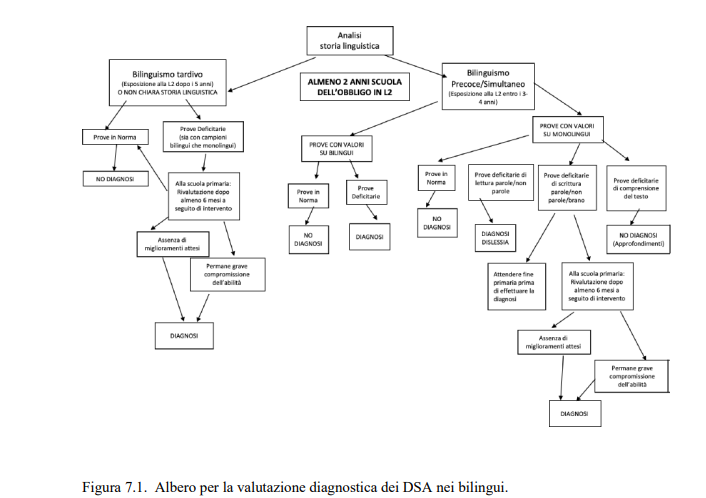 Analisi
storia linguistica
Bilinguismo tardivo
(Esposizione alla L2 dopo i 5 anni)
O NON CHIARA STORIA LINGUISTICA
ALMENO 2 ANNI SCUOLA
DELL'OBBLIGO IN L2
Bilinguismo
Precoce/Simultaneo
(Esposizione alla L2 entro i 3-
4 anni)
Prove in Norma
Prove Deficitarie
(sia con campioni
bilingui che monolingui)
NO DIAGNOSI
Alla scuola primaria:
Rivalutazione dopo
almeno 6 mesi a
seguito di intervento
Assenza di
miglioramenti attesi
Permane grave
compromissione
dell'abilità
DIAGNOSI
PROVE CON VALORI
SU BILINGUI
Prove in
Norma
Prove
Deficitarie
NO
DIAGNOSI
DIAGNOSI
PROVE CON VALORI
SU MONOLINGUI
Prove in
Norma
Prove deficitarie di
lettura parole/non
parole
Prove deficitarie
di scrittura
parole/non
parole/brano
Prove deficitarie
di comprensione
del testo
NO
DIAGNOSI
DIAGNOSI
DISLESSIA
NO DIAGNOSI
(Approfondimenti)
Attendere fine
primaria prima
di effettuare la
diagnosi
Alla scuola primaria:
Rivalutazione dopo
almeno 6 mesi a
seguito di intervento
Assenza di
miglioramenti attesi
Permane grave
compromissione
dell'abilità
DIAGNOSI
Figura 7.1. Albero per la valutazione diagnostica dei DSA nei bilingui.